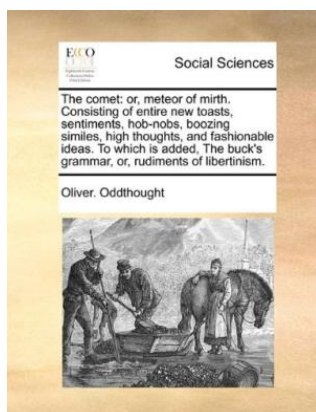 ECCO
Social Sciences
The comet: or, meteor of mirth.
Consisting of entire new toasts,
sentiments, hob-nobs, boozing
similes, high thoughts, and fashionable
ideas. To which is added, The buck's
grammar, or, rudiments of libertinism.
Oliver. Oddthought